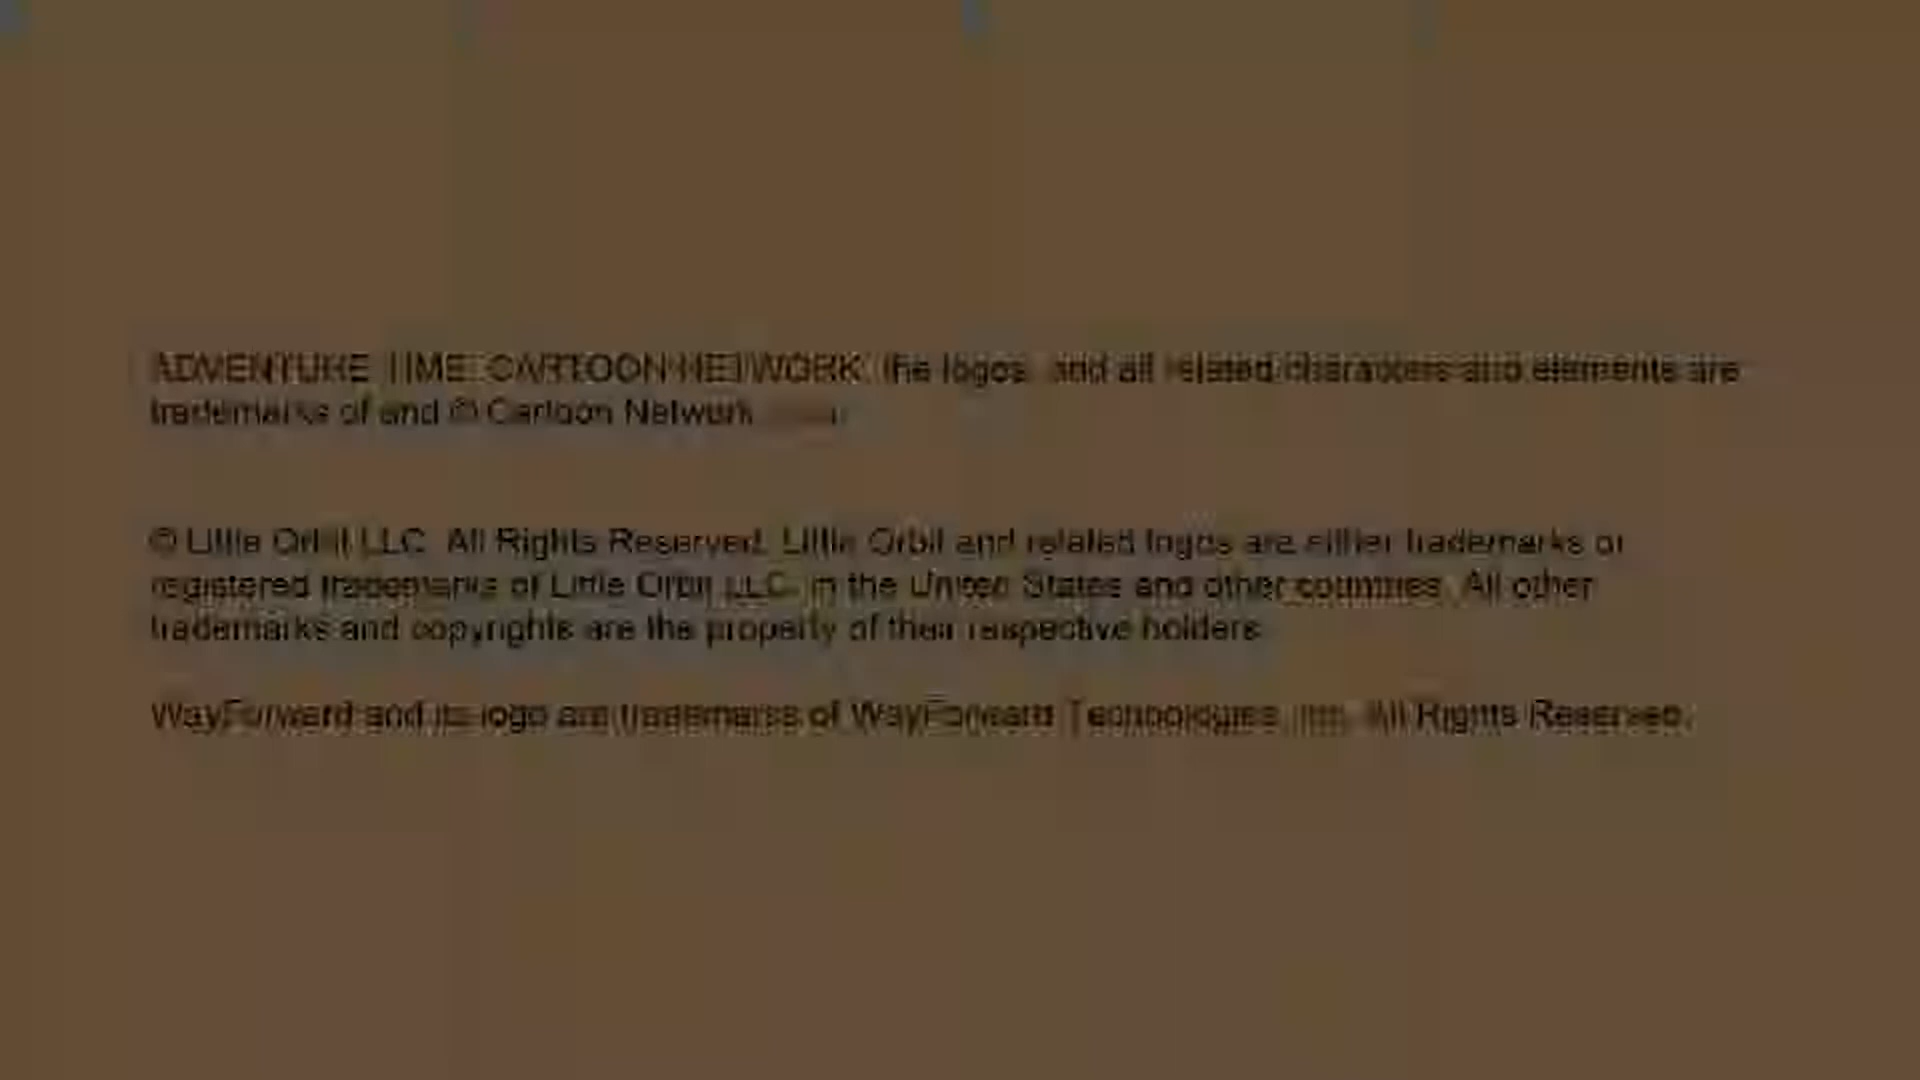 ADVENTURE TIME, CARTOON NETWORK, the logos, and all related characters and elements are
trademarks of and © Cartoon Network
© Little Orbit LLC. All Rights Reserved. Little Orbit and related logos are either trademarks or
registered trademarks of Little Orbit LLC. in the United States and other countries. All other
trademarks and copyrights are the property of their respective holders.
WayForward and its logo are trademarks of WayForward Technologies, Inc. All Rights Reserved.